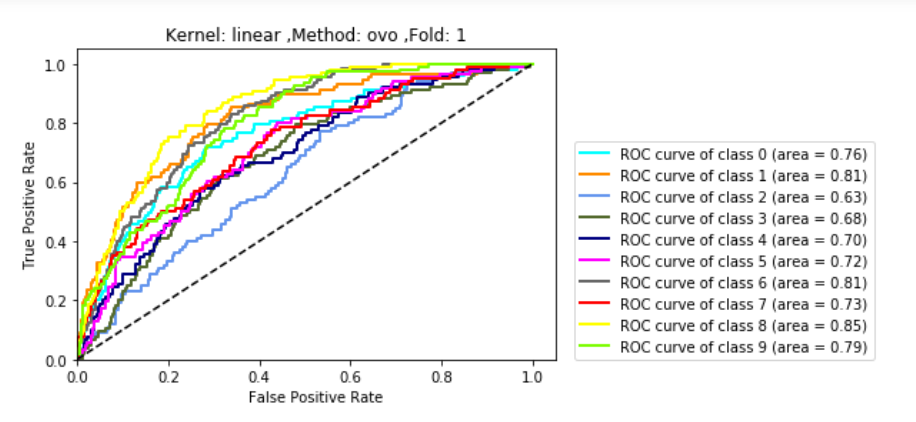 Kernel: linear ,Method: ovo ,Fold: 1
1.0
0.8
0.6
0.4
0.2
0.0
True Positive Rate
0.0 0.2 0.4 0.6 0.8 1.0
False Positive Rate
ROC curve of class 0 (area = 0.76)
ROC curve of class 1 (area = 0.81)
ROC curve of class 2 (area = 0.63)
ROC curve of class 3 (area = 0.68)
ROC curve of class 4 (area = 0.70)
ROC curve of class 5 (area = 0.72)
ROC curve of class 6 (area = 0.81)
ROC curve of class 7 (area = 0.73)
ROC curve of class 8 (area = 0.85)
ROC curve of class 9 (area = 0.79)